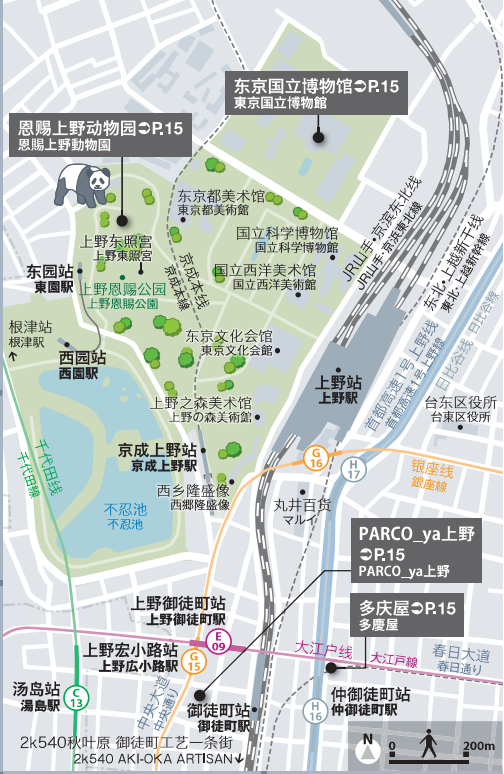 东京国立博物馆➲P.15
東京国立博物館
恩赐上野动物园➲P.15
恩賜上野動物園
东京都美术馆
東京都美術館
国立科学博物馆
国立科学博物館
上野东照宫
上野東照宮
国立西洋美术馆
国立西洋美術館
JR山手·京滨东北线
JR山手·京浜東北線
东北·上越新干线
東北·上越新幹線
东园站
東園駅
上野恩赐公园
上野恩賜公園
京成本线
京成本線
根津站
根津駅
西园站
西園駅
东京文化会馆
東京文化会館
上野站
上野駅
首都高速1号上野线
首都高速1号上野線
日比谷线
日比谷線
上野之森美术馆
上野の森美術館
台东区役所
台東区役所
千代田线
千代田線
京成上野站
京成上野駅
G
16
H
17
银座线
銀座線
西乡隆盛像
西郷隆盛像
丸井百货
マルイ
不忍池
不忍池
PARCO_ya上野
➲P.15
PARCO_ya上野
上野御徒町站
上野御徒町駅
多庆屋➲P.15
多慶屋
E
09
上野宏小路站
上野広小路駅
G
15
大江户线
大江戸線
春日大道
春日通り
汤岛站
湯島駅
C
13
中央大道
中央通り
御徒町站
御徒町駅
仲御徒町站
仲御徒町駅
H
16
2k540秋叶原 御徒町工艺一条街
2k540 AKI-OKA ARTISAN
N
0
200m